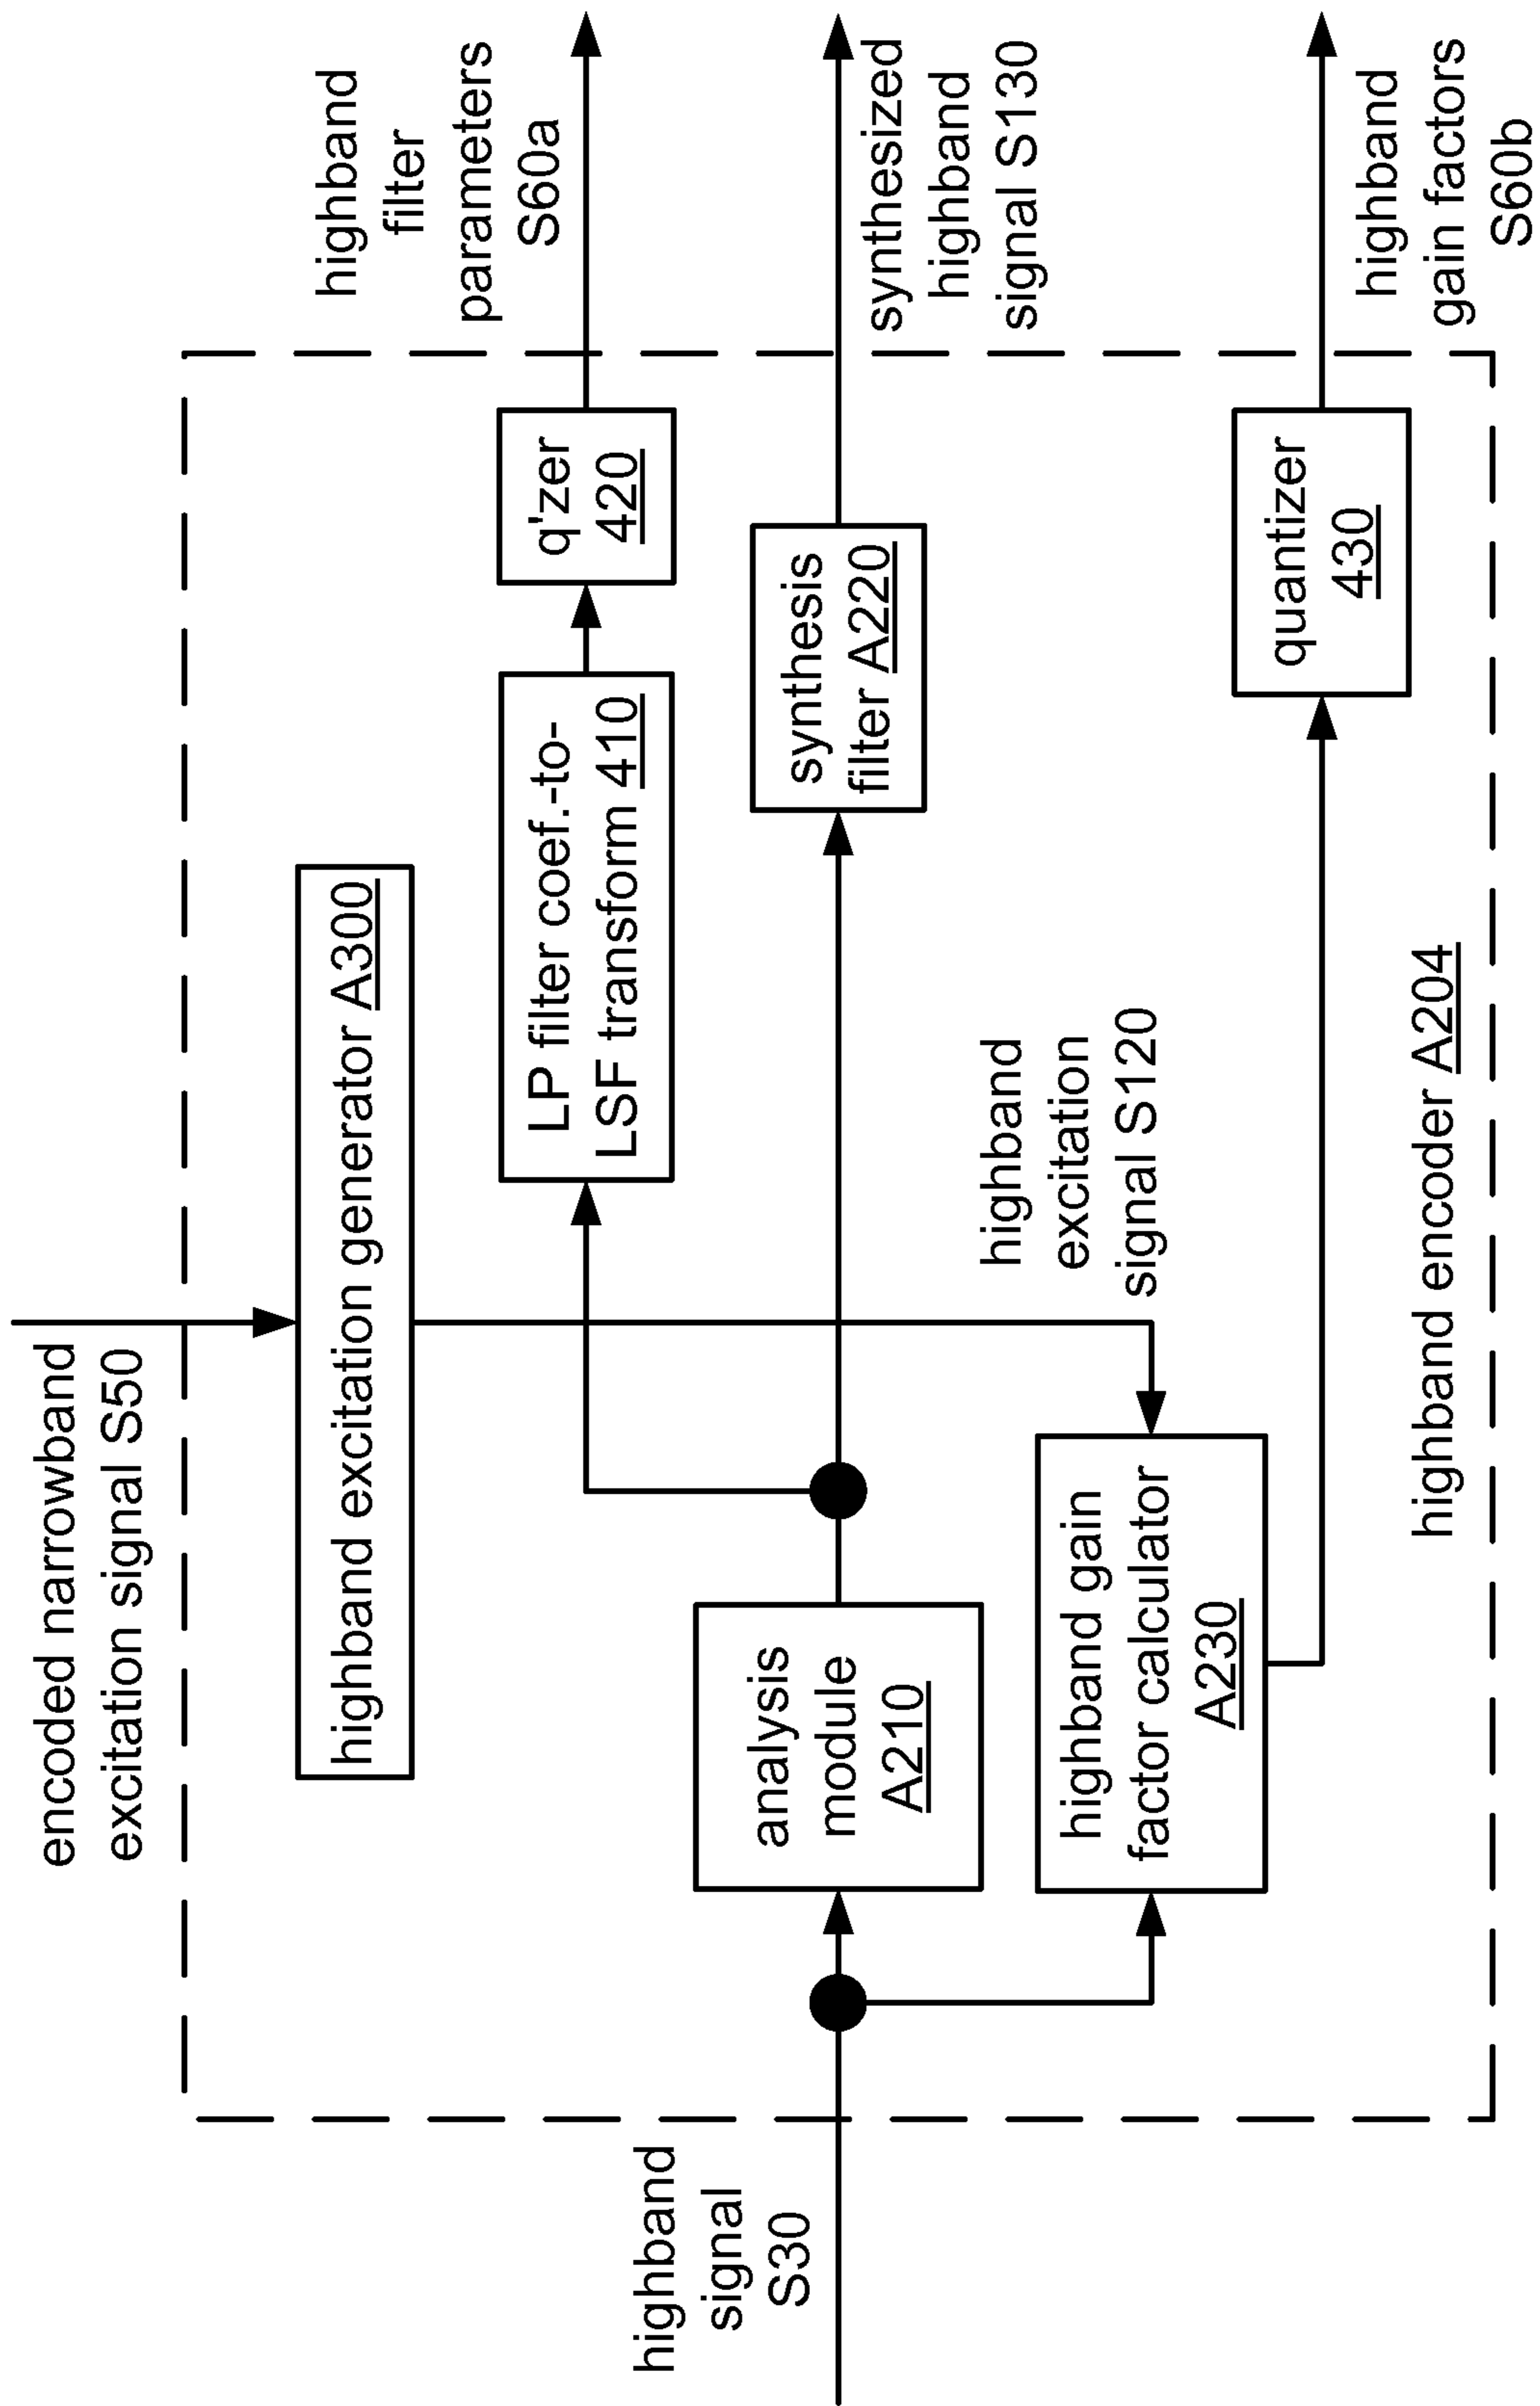 encoded narrowband
excitation signal S50
highband excitation generator A300
highband
filter
parameters
S60a
LP filter coef.-to-
LSF transform 410
q'zer
420
highband
signal
S30
analysis
module
A210
synthesis
filter A220
synthesized
highband
signal S130
highband
excitation
signal S120
highband gain
factor calculator
A230
quantizer
430
highband
gain factors
S60b
highband encoder A204